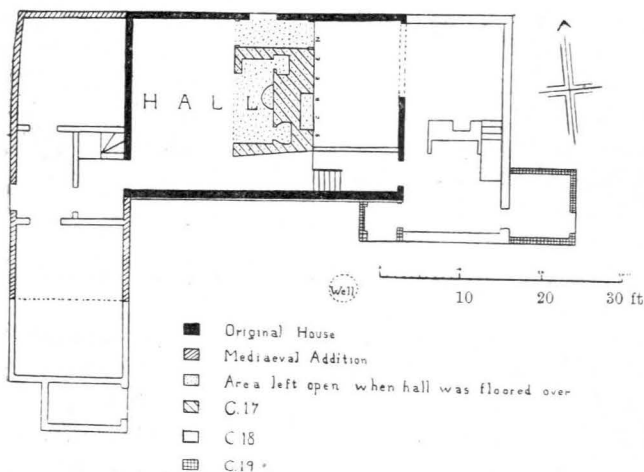 HALL
Well
10 20 30 ft
Original House
Mediaeval Addition
Area left open when hall was floored over
C.17
C 18
C.19